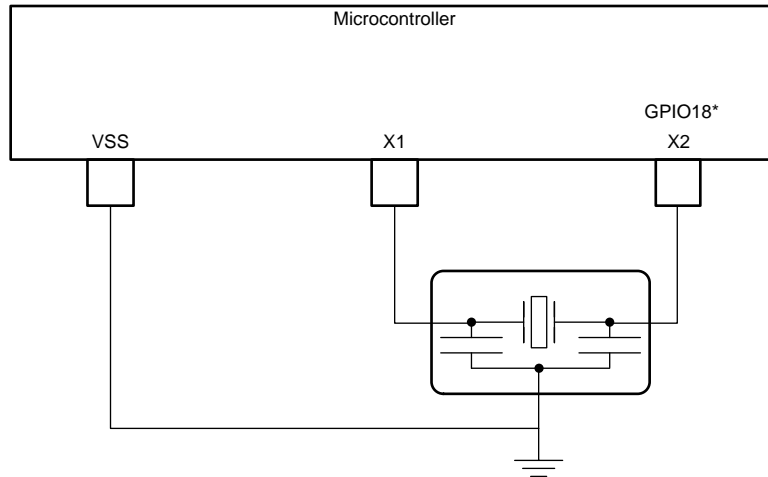 Microcontroller
GPIO18*
VSS
X1
X2